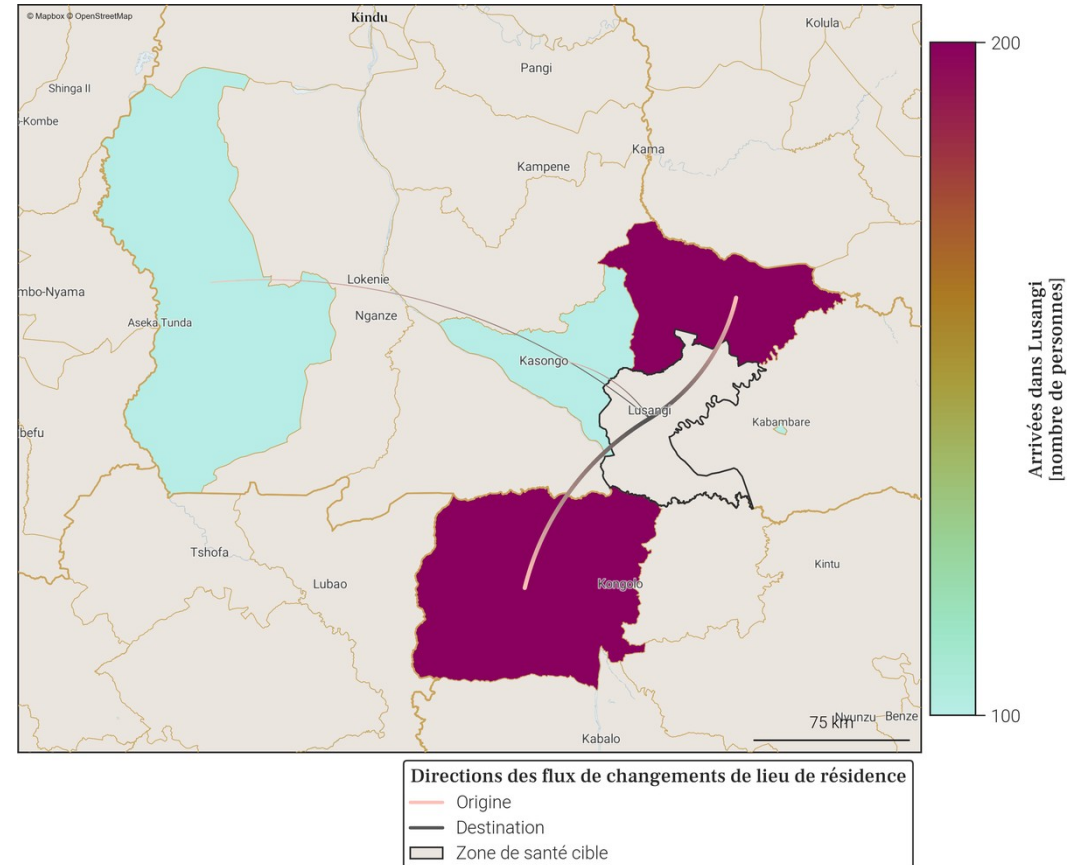 © Mapbox © OpenStreetMap
Kindu
Kolula
Pangi
Shinga II
-Kombe
Kama
Kampene
Lokenie
mbo-Nyama
Nganze
Aseka Tunda
Kasongo
Lusangi
Kabambare
befu
Tshofa
Lubao
Kongolo
Kintu
75 km
Nyunzu
Benze
Kabalo
200
100
Arrivées dans Lusangi
[nombre de personnes]
Directions des flux de changements de lieu de résidence
Origine
Destination
Zone de santé cible